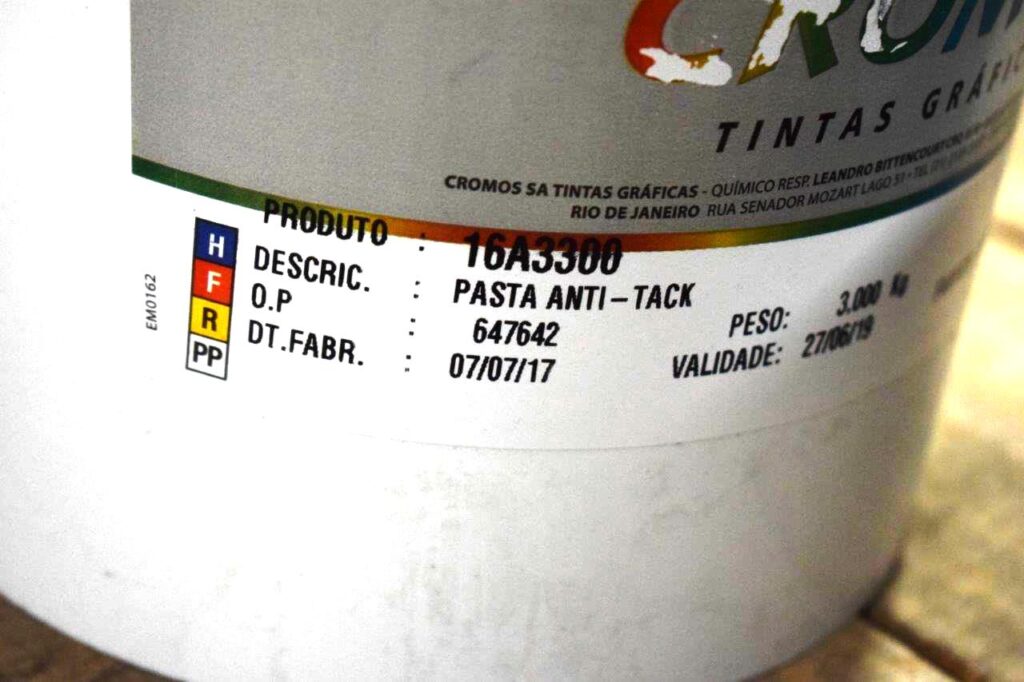 TINTAS GRÁFIC
CROMOS SA TINTAS GRÁFICAS - QUÍMICO RESP. LEANDRO BITTENCOURT
RIO DE JANEIRO RUA SENADOR MOZART LAGO 51 - TEL
PRODUTO : 16A3300
DESCRIC. : PASTA ANTI-TACK
O.P : 647642 PESO: 3.000 Kg
DT.FABR. : 07/07/17 VALIDADE: 27/06/19
H
F
R
PP
EM0162